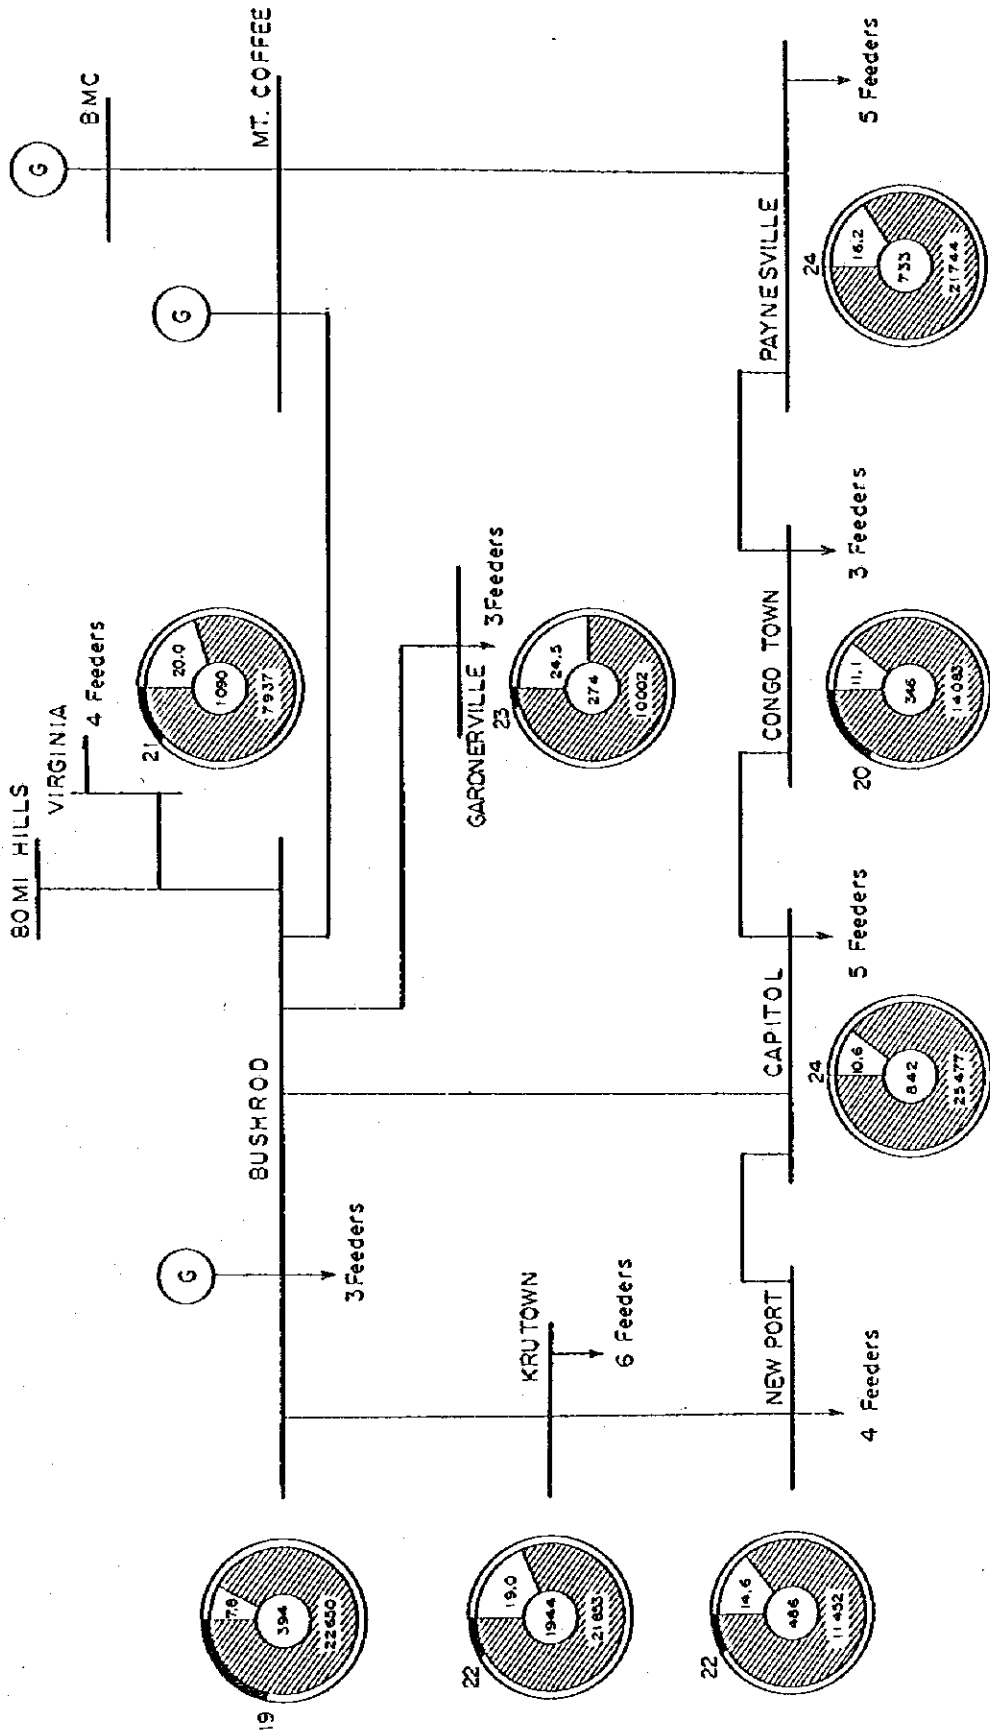 G
BMC
MT. COFFEE
G
BOMI HILLS
VIRGINIA
4 Feeders
21
20.0
1090
7937
BUSHROD
G
3 Feeders
19
7.8
394
22650
GARDNERVILLE
3 Feeders
23
24.5
274
10002
KRUTOWN
6 Feeders
22
19.0
1944
21853
NEW PORT
4 Feeders
22
14.6
486
11452
CAPITOL
5 Feeders
24
10.6
842
25477
CONGO TOWN
3 Feeders
20
11.1
346
14083
PAYNESVILLE
5 Feeders
24
16.2
733
21744